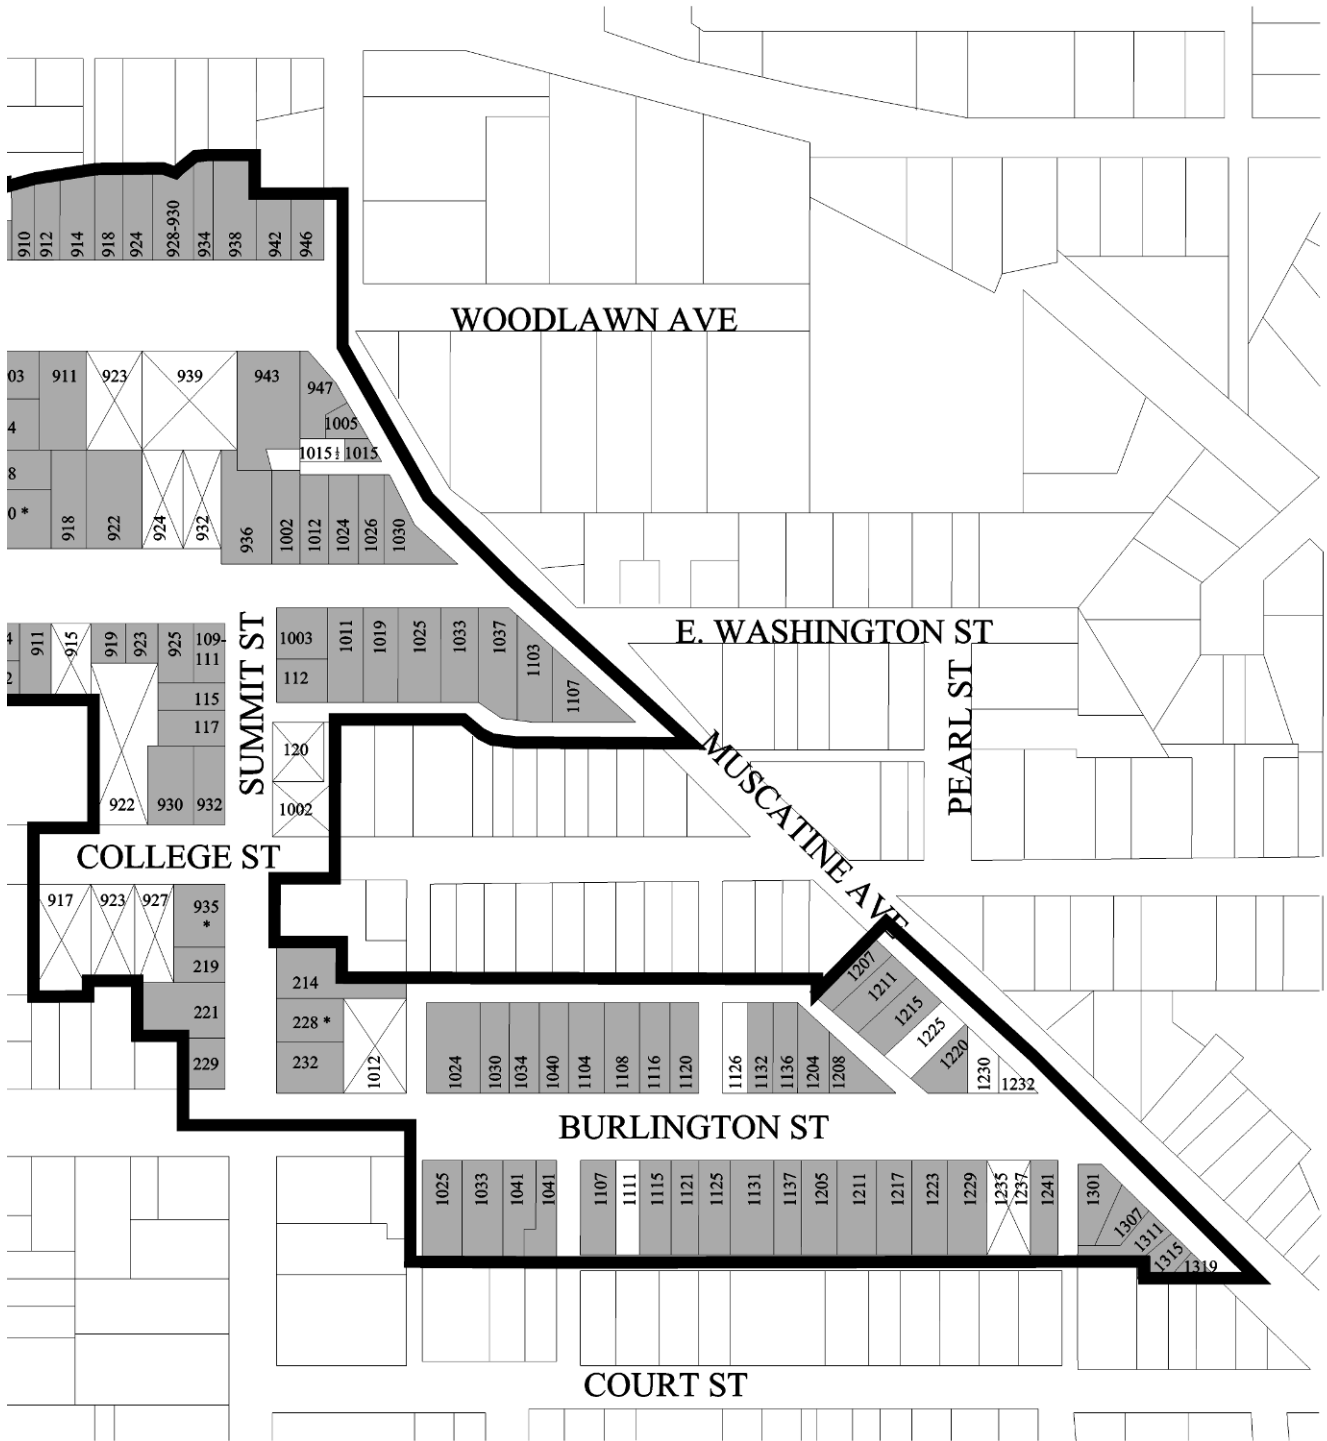 910 912 914 918 924 928-930 934 938 942 946
WOODLAWN AVE
03 911 923 939 943 947
4 1005
8 1015½ 1015
0 * 918 922 924 932 936 1002 1012 1024 1026 1030
SUMMIT ST
4 911 915 919 923 925 109-111 1003 1011 1019 1025 1033 1037 1103 1107
E. WASHINGTON ST
2 115 112
117
PEARL ST
MUSCATINE AVE
120
922 930 932 1002
COLLEGE ST
917 923 927 935 *
219 214
221 228 * 1012
229 232
1207 1211 1215 1225 1220 1230 1232
1024 1030 1034 1040 1104 1108 1116 1120 1126 1132 1136 1204 1208
BURLINGTON ST
1025 1033 1041 1041 1107 1111 1115 1121 1125 1131 1137 1205 1211 1217 1223 1229 1235 1237 1241 1301
1307
1311
1315
1319
COURT ST